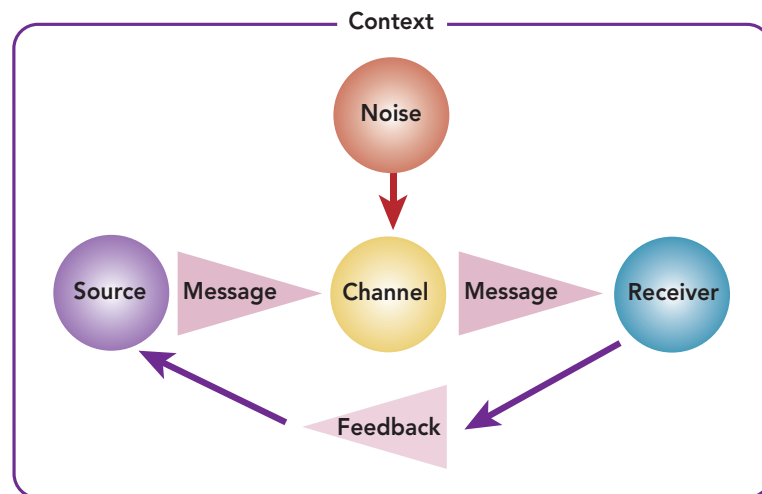 Context
Noise
Source
Message
Channel
Message
Receiver
Feedback